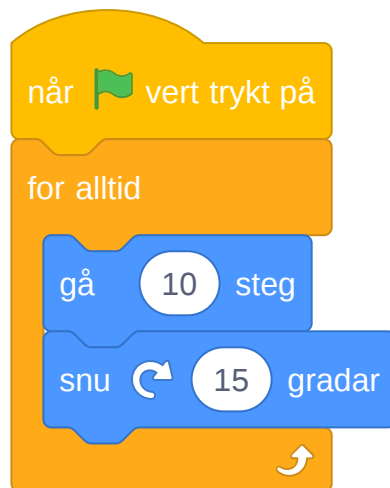 når vert trykt på
for alltid
gå 10 steg
snu 15 gradar